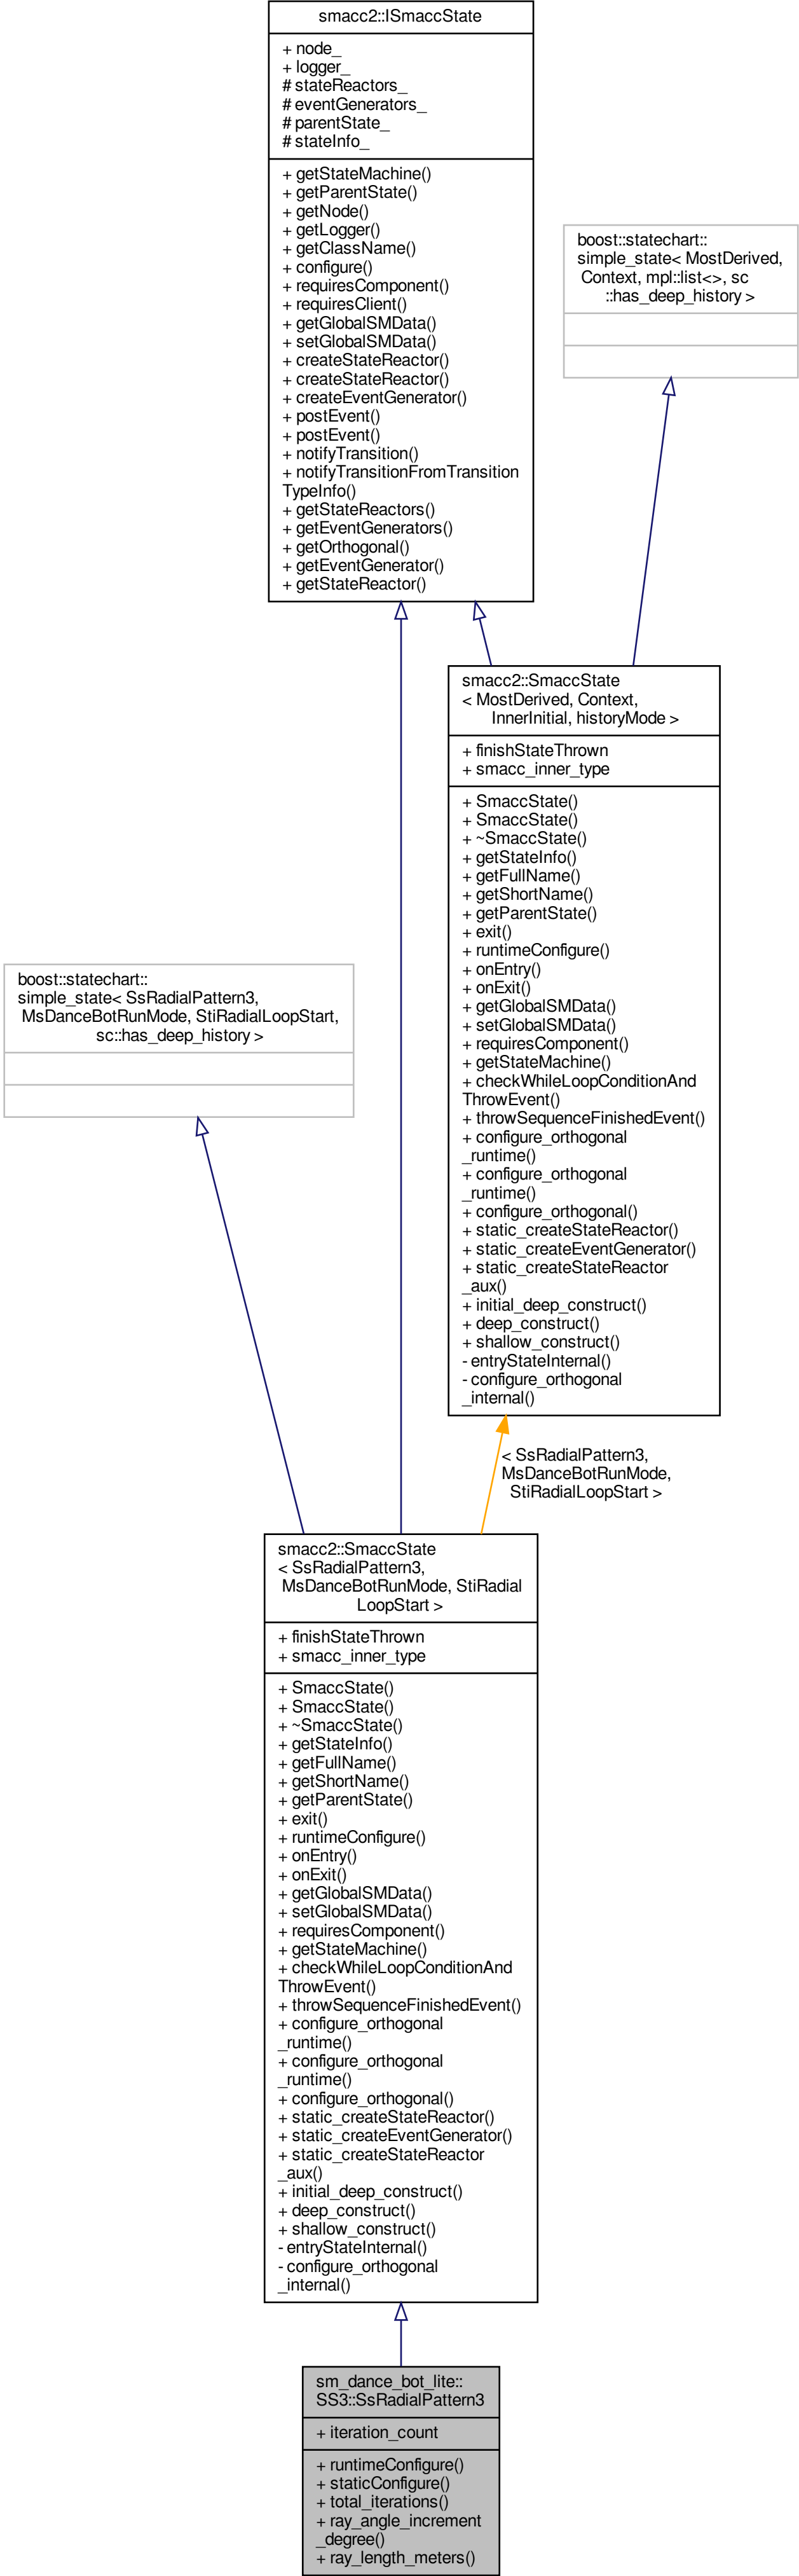 smacc2::ISmaccState
+ node_
+ logger_
# stateReactors_
# eventGenerators_
# parentState_
# stateInfo_
+ getStateMachine()
+ getParentState()
+ getNode()
+ getLogger()
+ getClassName()
+ configure()
+ requiresComponent()
+ requiresClient()
+ getGlobalSMData()
+ setGlobalSMData()
+ createStateReactor()
+ createStateReactor()
+ createEventGenerator()
+ postEvent()
+ postEvent()
+ notifyTransition()
+ notifyTransitionFromTransition
TypeInfo()
+ getStateReactors()
+ getEventGenerators()
+ getOrthogonal()
+ getEventGenerator()
+ getStateReactor()
boost::statechart::
simple_state< MostDerived,
Context, mpl::list<>, sc
::has_deep_history >
smacc2::SmaccState
< MostDerived, Context,
InnerInitial, historyMode >
+ finishStateThrown
+ smacc_inner_type
+ SmaccState()
+ SmaccState()
+ ~SmaccState()
+ getStateInfo()
+ getFullName()
+ getShortName()
+ getParentState()
+ exit()
+ runtimeConfigure()
+ onEntry()
+ onExit()
+ getGlobalSMData()
+ setGlobalSMData()
+ requiresComponent()
+ getStateMachine()
+ checkWhileLoopConditionAnd
ThrowEvent()
+ throwSequenceFinishedEvent()
+ configure_orthogonal
_runtime()
+ configure_orthogonal
_runtime()
+ configure_orthogonal()
+ static_createStateReactor()
+ static_createEventGenerator()
+ static_createStateReactor
_aux()
+ initial_deep_construct()
+ deep_construct()
+ shallow_construct()
- entryStateInternal()
- configure_orthogonal
_internal()
boost::statechart::
simple_state< SsRadialPattern3,
MsDanceBotRunMode, StiRadialLoopStart,
sc::has_deep_history >
< SsRadialPattern3,
MsDanceBotRunMode,
StiRadialLoopStart >
smacc2::SmaccState
< SsRadialPattern3,
MsDanceBotRunMode, StiRadial
LoopStart >
+ finishStateThrown
+ smacc_inner_type
+ SmaccState()
+ SmaccState()
+ ~SmaccState()
+ getStateInfo()
+ getFullName()
+ getShortName()
+ getParentState()
+ exit()
+ runtimeConfigure()
+ onEntry()
+ onExit()
+ getGlobalSMData()
+ setGlobalSMData()
+ requiresComponent()
+ getStateMachine()
+ checkWhileLoopConditionAnd
ThrowEvent()
+ throwSequenceFinishedEvent()
+ configure_orthogonal
_runtime()
+ configure_orthogonal
_runtime()
+ configure_orthogonal()
+ static_createStateReactor()
+ static_createEventGenerator()
+ static_createStateReactor
_aux()
+ initial_deep_construct()
+ deep_construct()
+ shallow_construct()
- entryStateInternal()
- configure_orthogonal
_internal()
sm_dance_bot_lite::
SS3::SsRadialPattern3
+ iteration_count
+ runtimeConfigure()
+ staticConfigure()
+ total_iterations()
+ ray_angle_increment
_degree()
+ ray_length_meters()